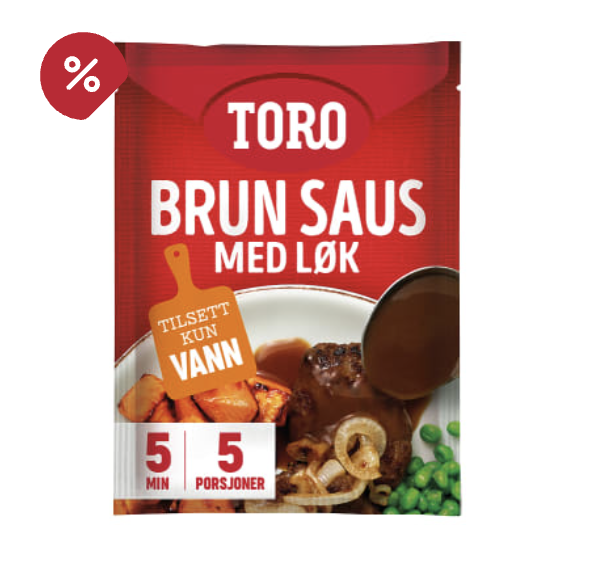 %
TORO
BRUN SAUS
MED LØK
TILSETT
KUN
VANN
5 5
MIN PORSJONER